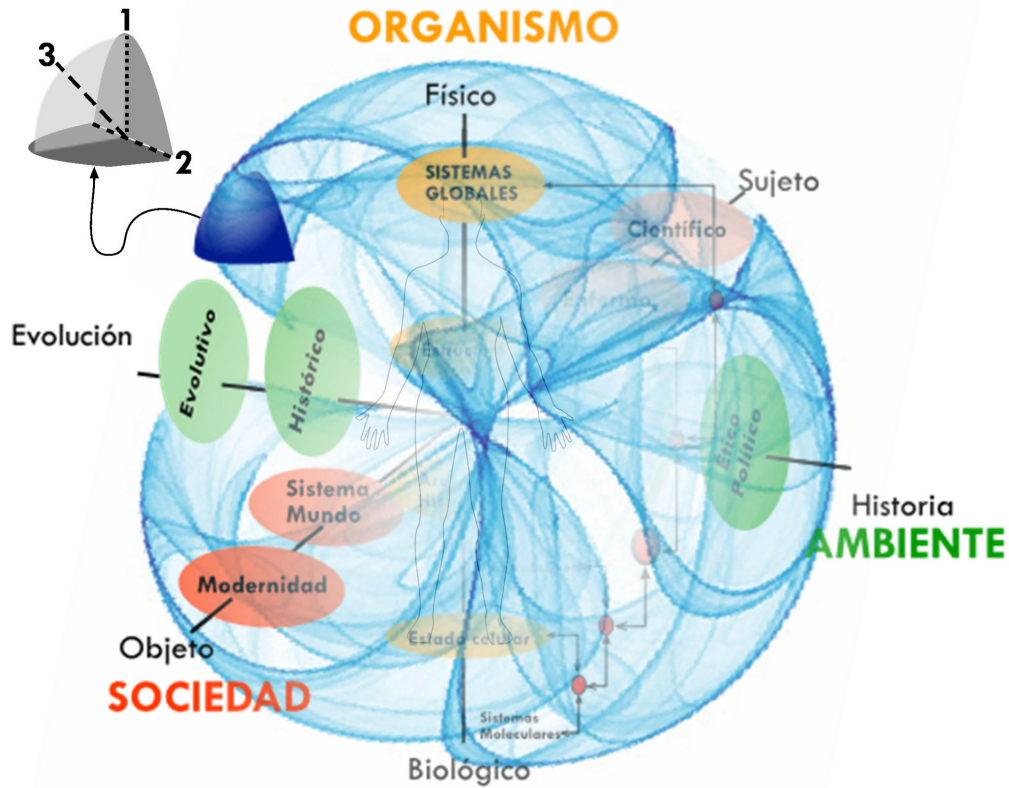 ORGANISMO
1
3
2
Físico
SISTEMAS
GLOBALES
Sujeto
Científico
Enfermo
Evolución
Evolutivo
Histórico
Ético
Político
Sistema
Mundo
Historia
AMBIENTE
Modernidad
Objeto
SOCIEDAD
Estado celular
Sistemas
Moleculares
Biológico